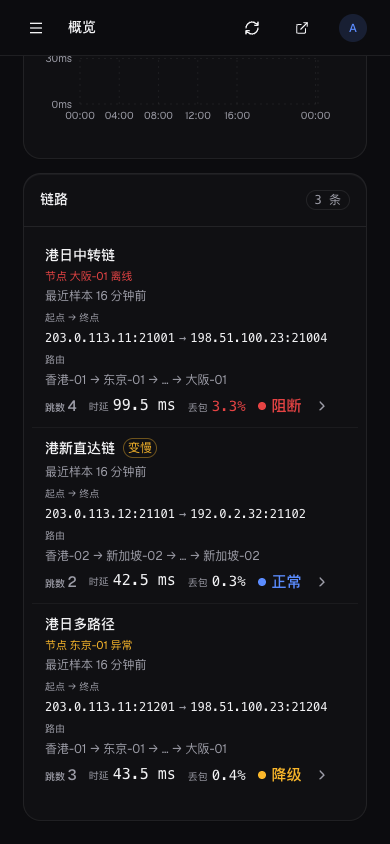 概览
A
30ms
0ms
00:00 04:00 08:00 12:00 16:00 00:00
链路
3 条
港日中转链
节点 大阪-01 离线
最近样本 16 分钟前
起点 → 终点
203.0.113.11:21001 → 198.51.100.23:21004
路由
香港-01 → 东京-01 → … → 大阪-01
跳数 4 时延 99.5 ms 丢包 3.3% 阻断
港新直达链 变慢
最近样本 16 分钟前
起点 → 终点
203.0.113.12:21101 → 192.0.2.32:21102
路由
香港-02 → 新加坡-02 → … → 新加坡-02
跳数 2 时延 42.5 ms 丢包 0.3% 正常
港日多路径
节点 东京-01 异常
最近样本 16 分钟前
起点 → 终点
203.0.113.11:21201 → 198.51.100.23:21204
路由
香港-01 → 东京-01 → … → 大阪-01
跳数 3 时延 43.5 ms 丢包 0.4% 降级